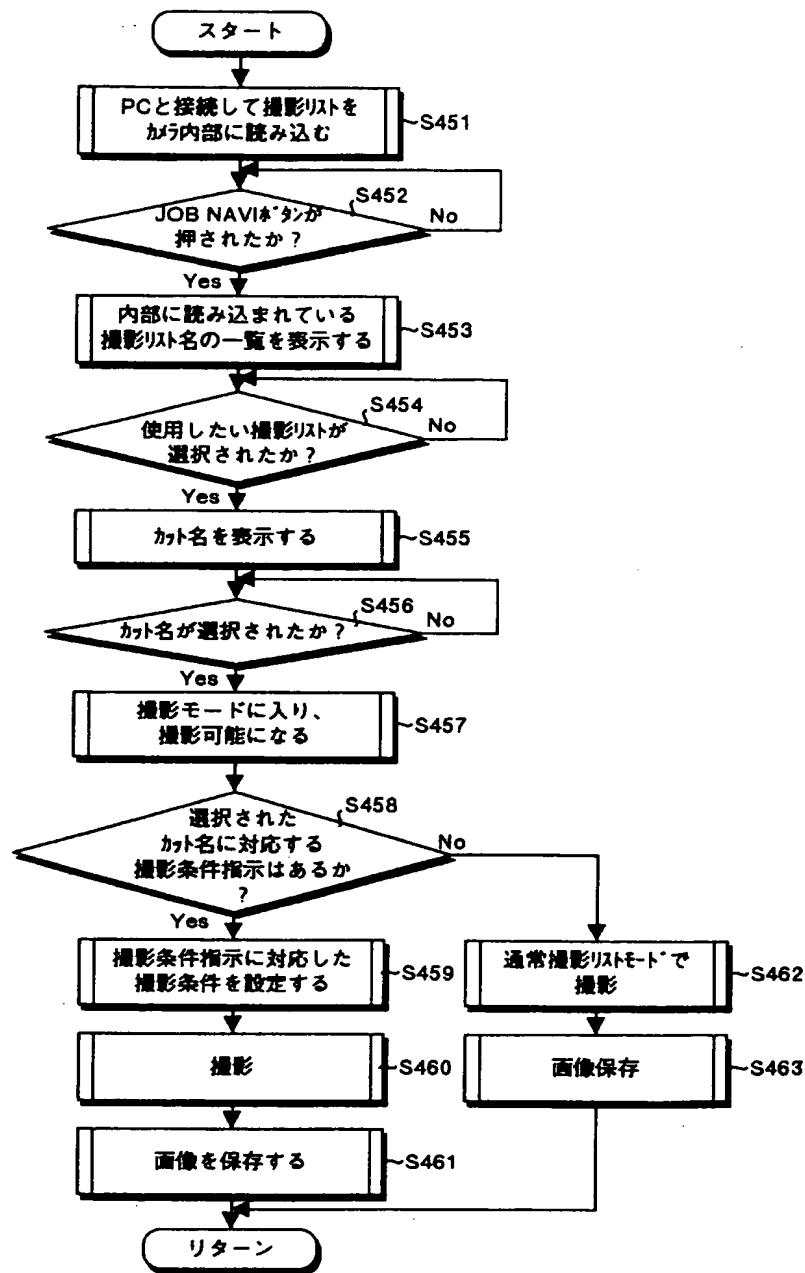 スタート
PCと接続して撮影リストを
カメラ内部に読み込む
S451
S452
JOB NAVIボタンが
押されたか?
No
Yes
内部に読み込まれている
撮影リスト名の一覧を表示する
S453
S454
使用したい撮影リストが
選択されたか?
No
Yes
カット名を表示する
S455
S456
カット名が選択されたか?
No
Yes
撮影モードに入り、
撮影可能になる
S457
S458
選択された
カット名に対応する
撮影条件指示はあるか
?
No
Yes
撮影条件指示に対応した
撮影条件を設定する
S459
通常撮影リストモードで
撮影
S462
撮影
S460
画像保存
S463
画像を保存する
S461
リターン